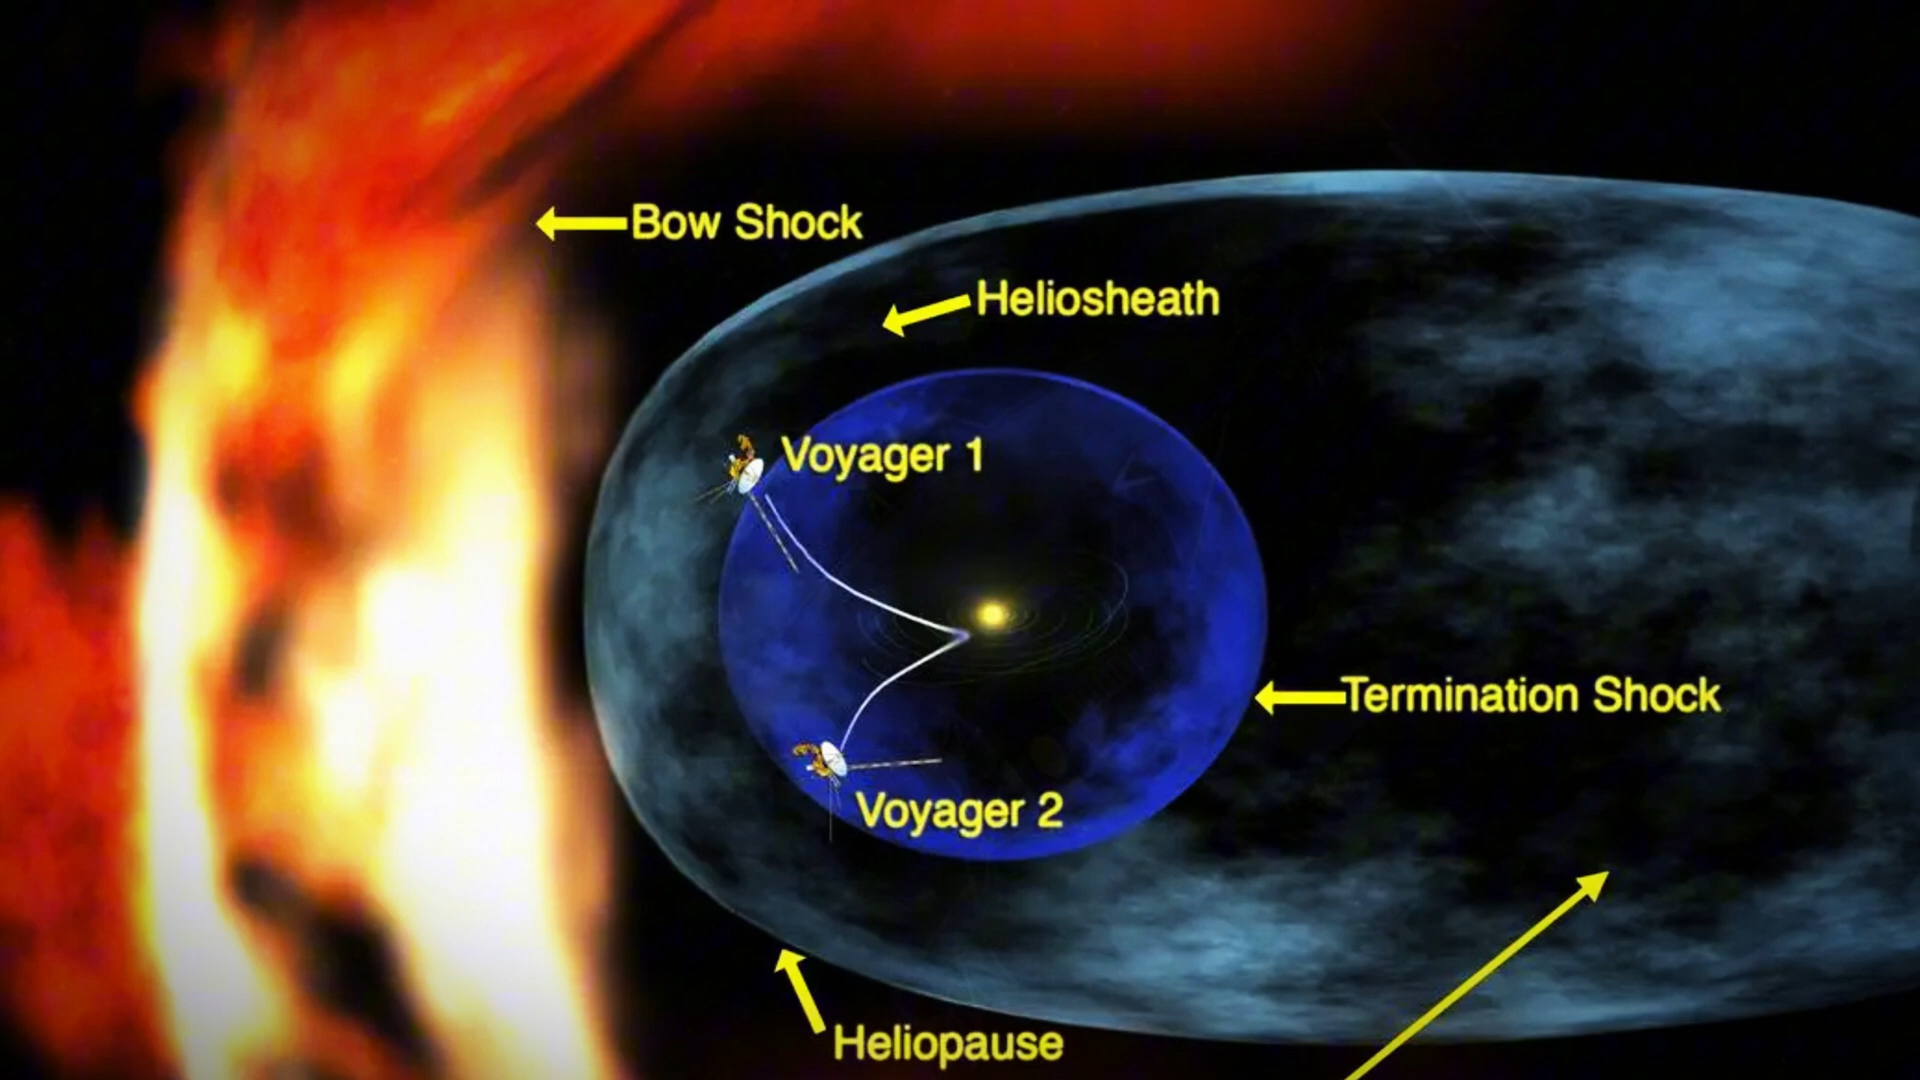 Bow Shock
Heliosheath
Voyager 1
Termination Shock
Voyager 2
Heliopause